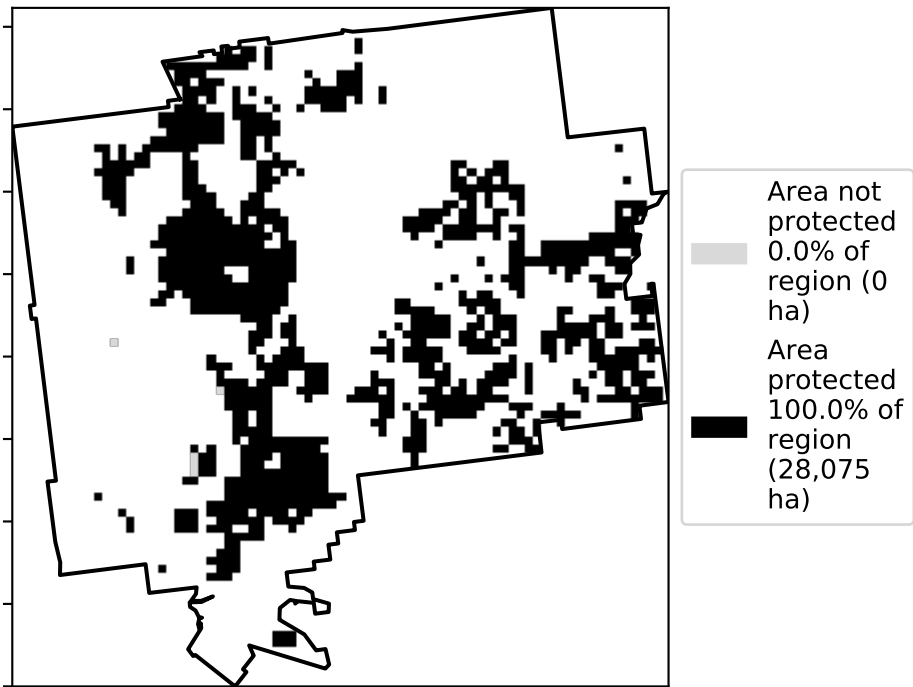 Area not
protected
0.0% of
region (0
ha)
Area
protected
100.0% of
region
(28,075
ha)